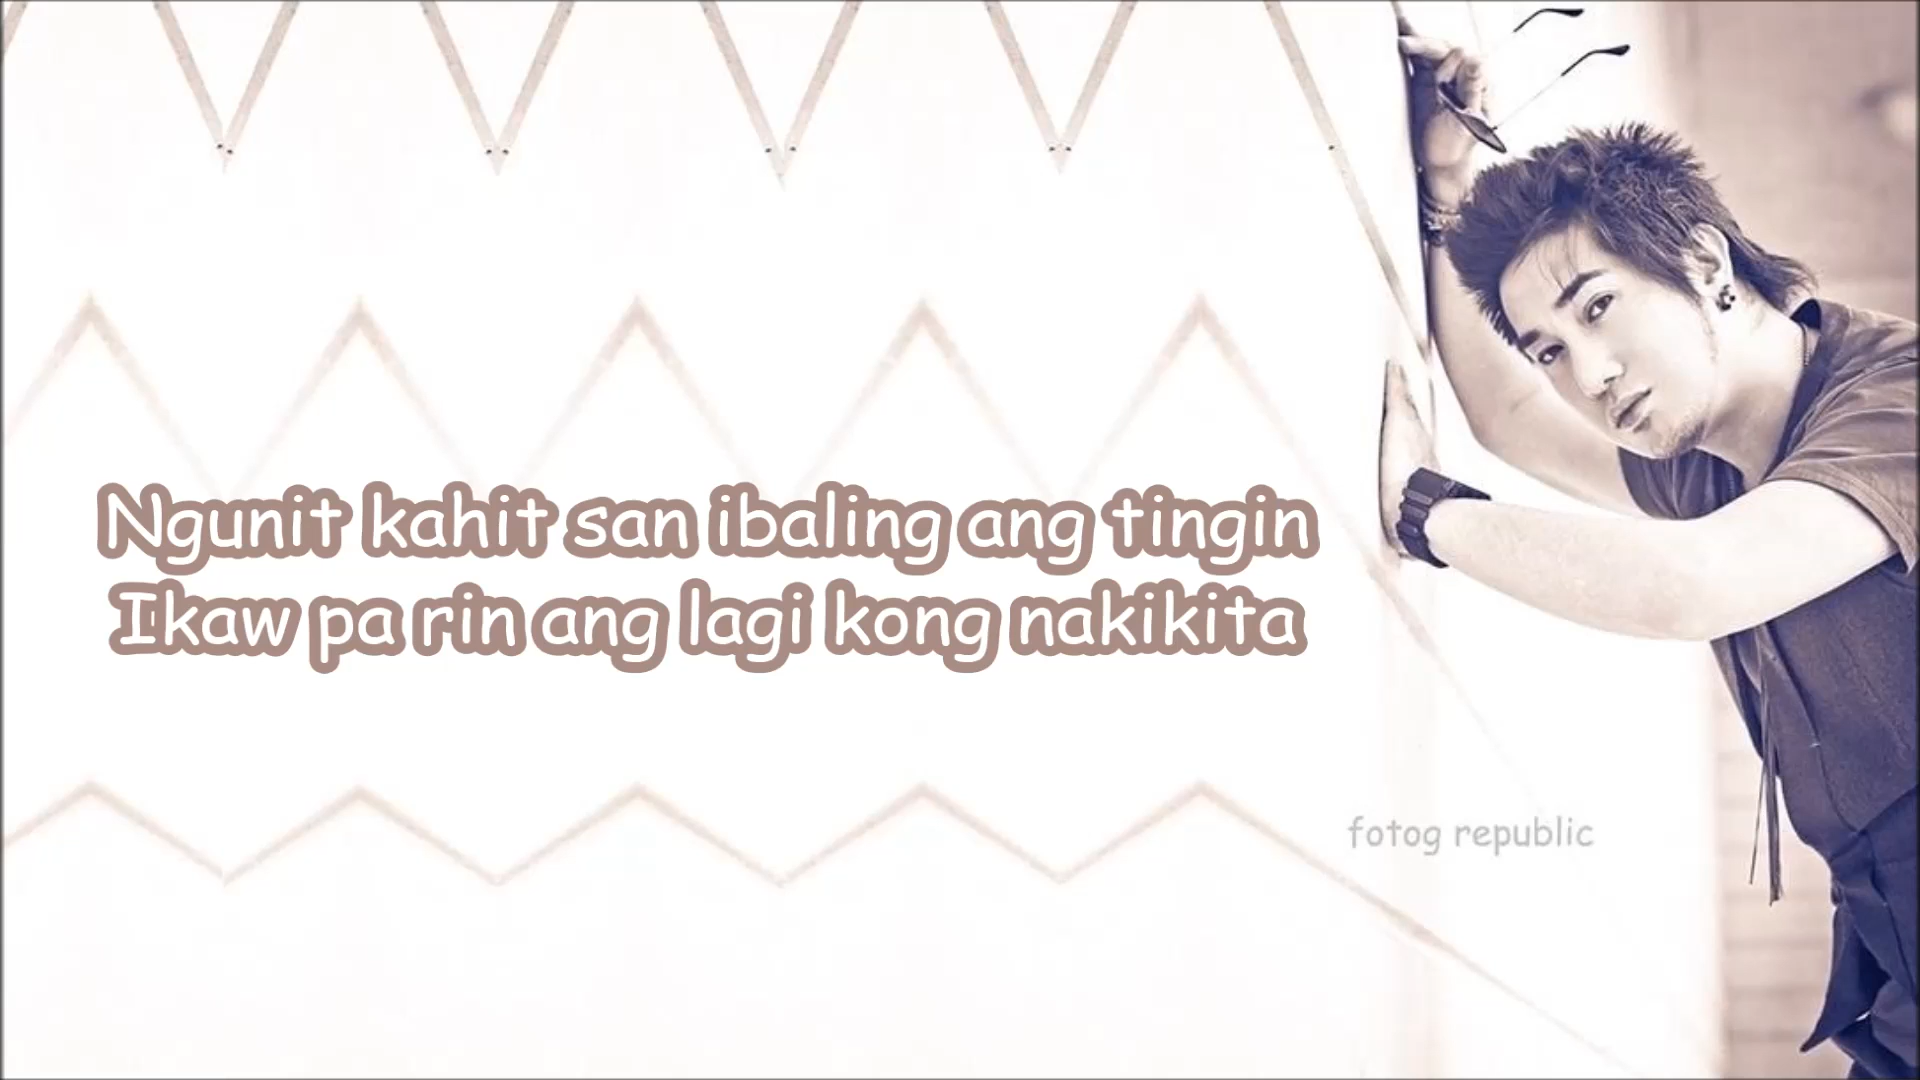 Ngunit kahit san ibaling ang tingin
Ikaw pa rin ang lagi kong nakikita
fotog republic